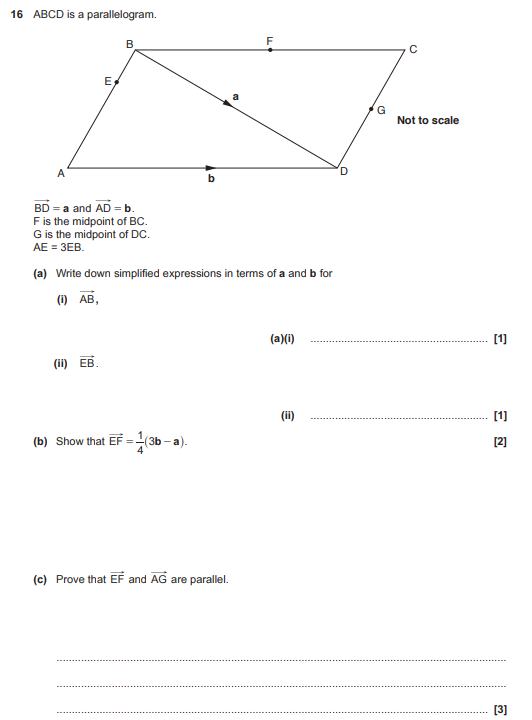 16 ABCD is a parallelogram.
B
F
C
E
a
G
Not to scale
A
D
b
BD = a and AD = b.
F is the midpoint of BC.
G is the midpoint of DC.
AE = 3EB.
(a) Write down simplified expressions in terms of a and b for
(i) AB,
(a)(i) ............................................................ [1]
(ii) EB.
(ii) ............................................................ [1]
(b) Show that EF = 1/4(3b – a). [2]
(c) Prove that EF and AG are parallel.
............................................................
............................................................
............................................................ [3]